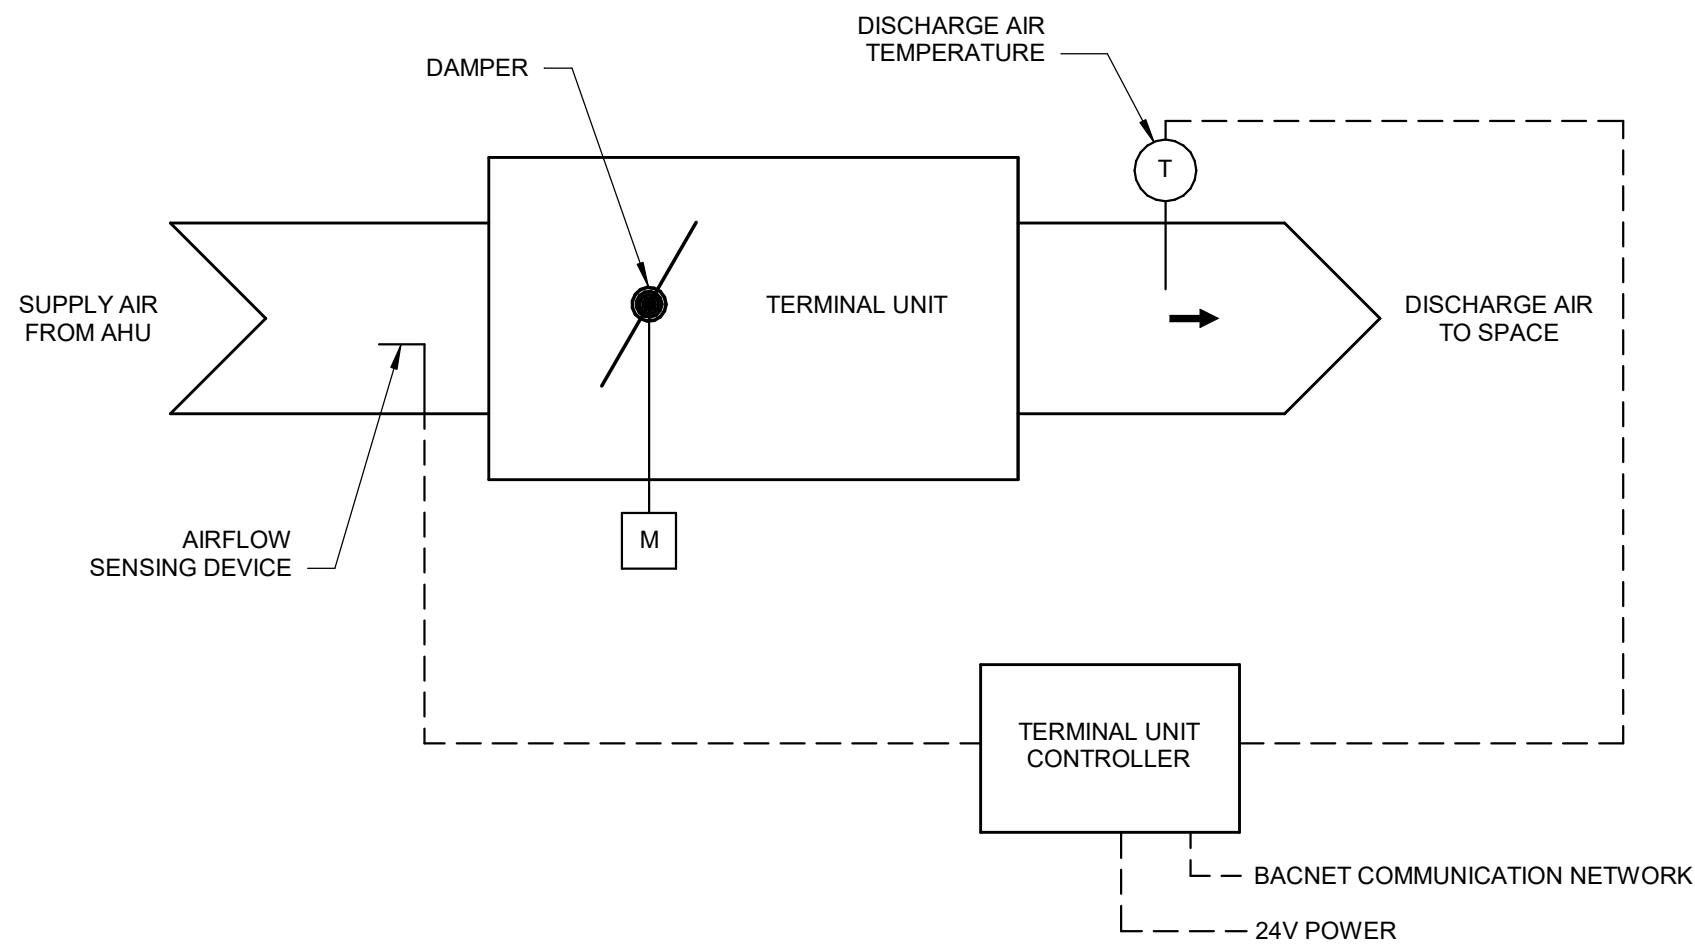 DISCHARGE AIR
TEMPERATURE
DAMPER
T
SUPPLY AIR
FROM AHU
TERMINAL UNIT
DISCHARGE AIR
TO SPACE
AIRFLOW
SENSING DEVICE
M
TERMINAL UNIT
CONTROLLER
BACNET COMMUNICATION NETWORK
24V POWER